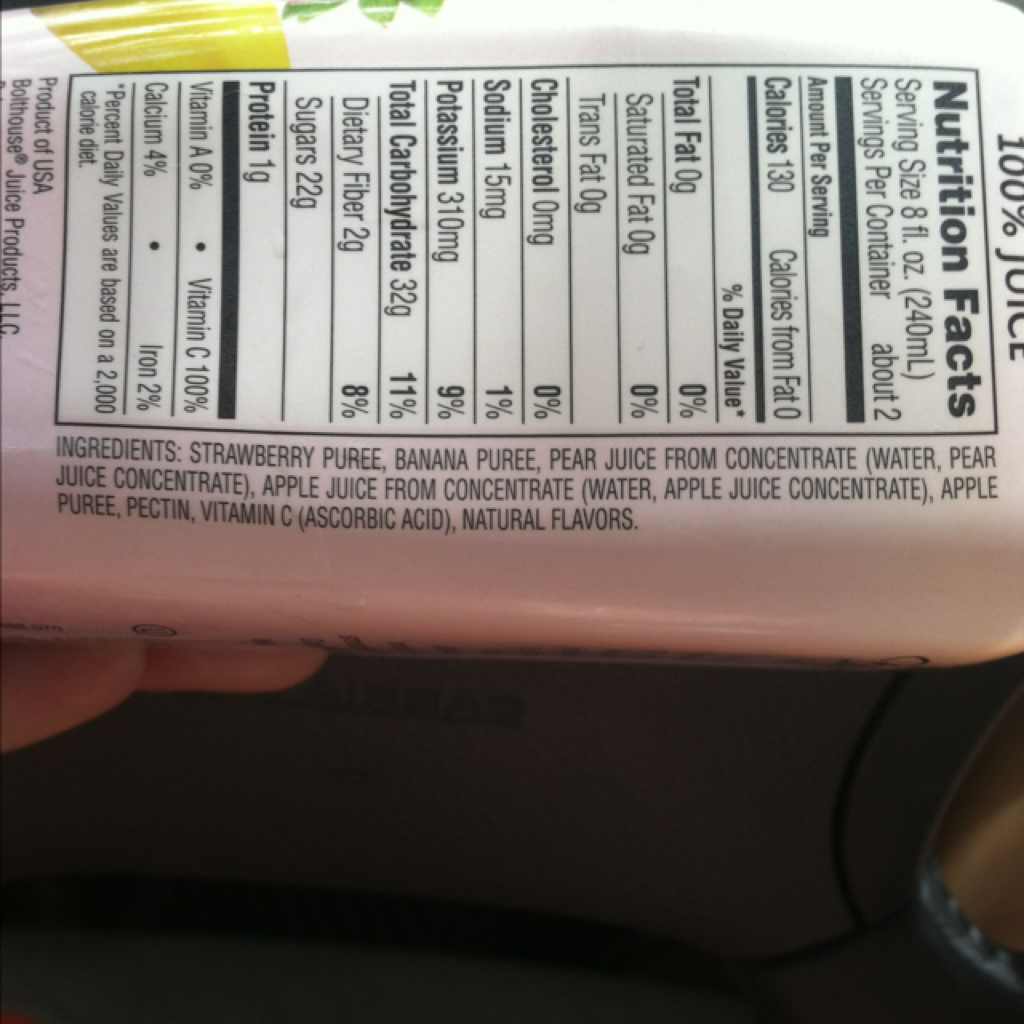 100% JUICE
Nutrition Facts
Serving Size 8 fl. oz. (240mL)
Servings Per Container about 2
Amount Per Serving
Calories 130 Calories from Fat 0
% Daily Value*
Total Fat 0g 0%
Saturated Fat 0g 0%
Trans Fat 0g
Cholesterol 0mg 0%
Sodium 15mg 1%
Potassium 310mg 9%
Total Carbohydrate 32g 11%
Dietary Fiber 2g 8%
Sugars 22g
Protein 1g
Vitamin A 0% • Vitamin C 100%
Calcium 4% • Iron 2%
*Percent Daily Values are based on a 2,000
calorie diet.
Product of USA
Bolthouse® Juice Products, LLC.
INGREDIENTS: STRAWBERRY PUREE, BANANA PUREE, PEAR JUICE FROM CONCENTRATE (WATER, PEAR
JUICE CONCENTRATE), APPLE JUICE FROM CONCENTRATE (WATER, APPLE JUICE CONCENTRATE), APPLE
PUREE, PECTIN, VITAMIN C (ASCORBIC ACID), NATURAL FLAVORS.